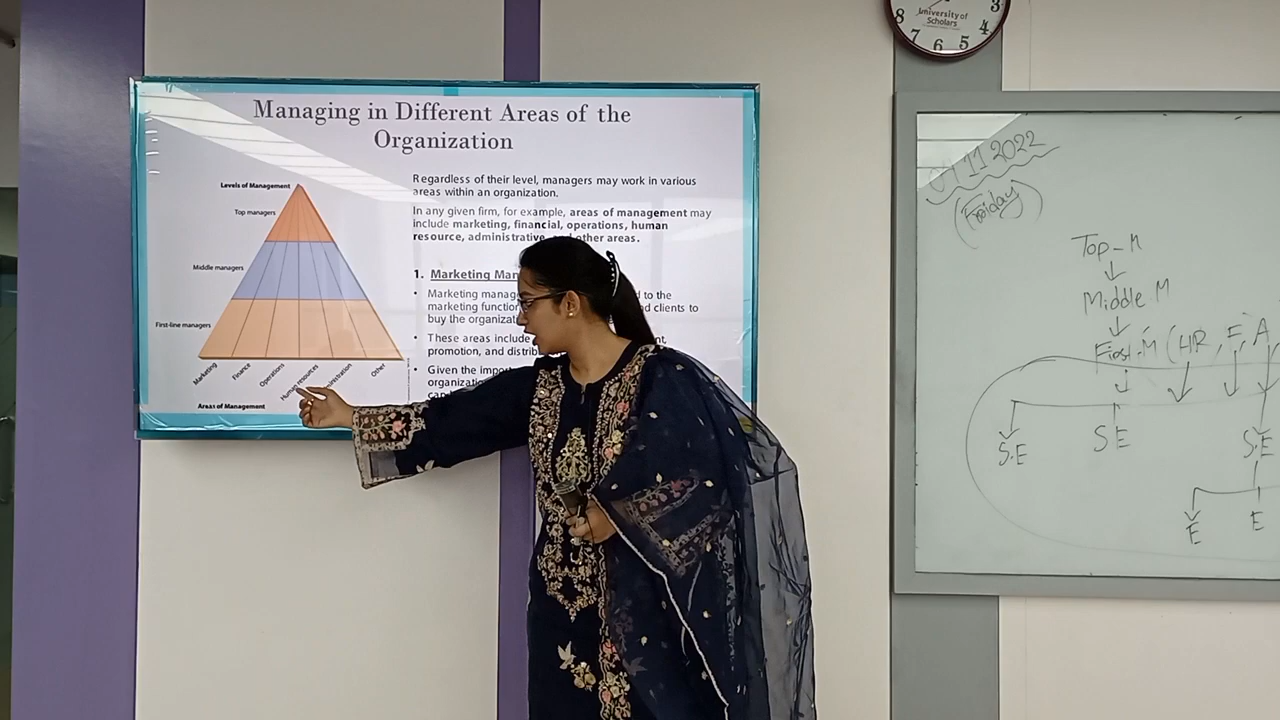 Managing in Different Areas of the
Organization
Levels of Management
Top managers
Middle managers
First-line managers
Marketing
Finance
Operations
Human resources
Other
Areas of Management
Regardless of their level, managers may work in various
areas within an organization.
In any given firm, for example, areas of management may
include marketing, financial, operations, human
resource, administrative, other areas.
1. Marketing Man
• Marketing manag d to the
marketing function d clients to
buy the organizat
• These areas include
promotion, and distrib
• Given the impor
organizatio
8
7
6
5
4
3
University of
Scholars
11 2022
(Friday)
Top-M
Middle M
First-M (HR, F, A
S.E
S E
S.E
E
E